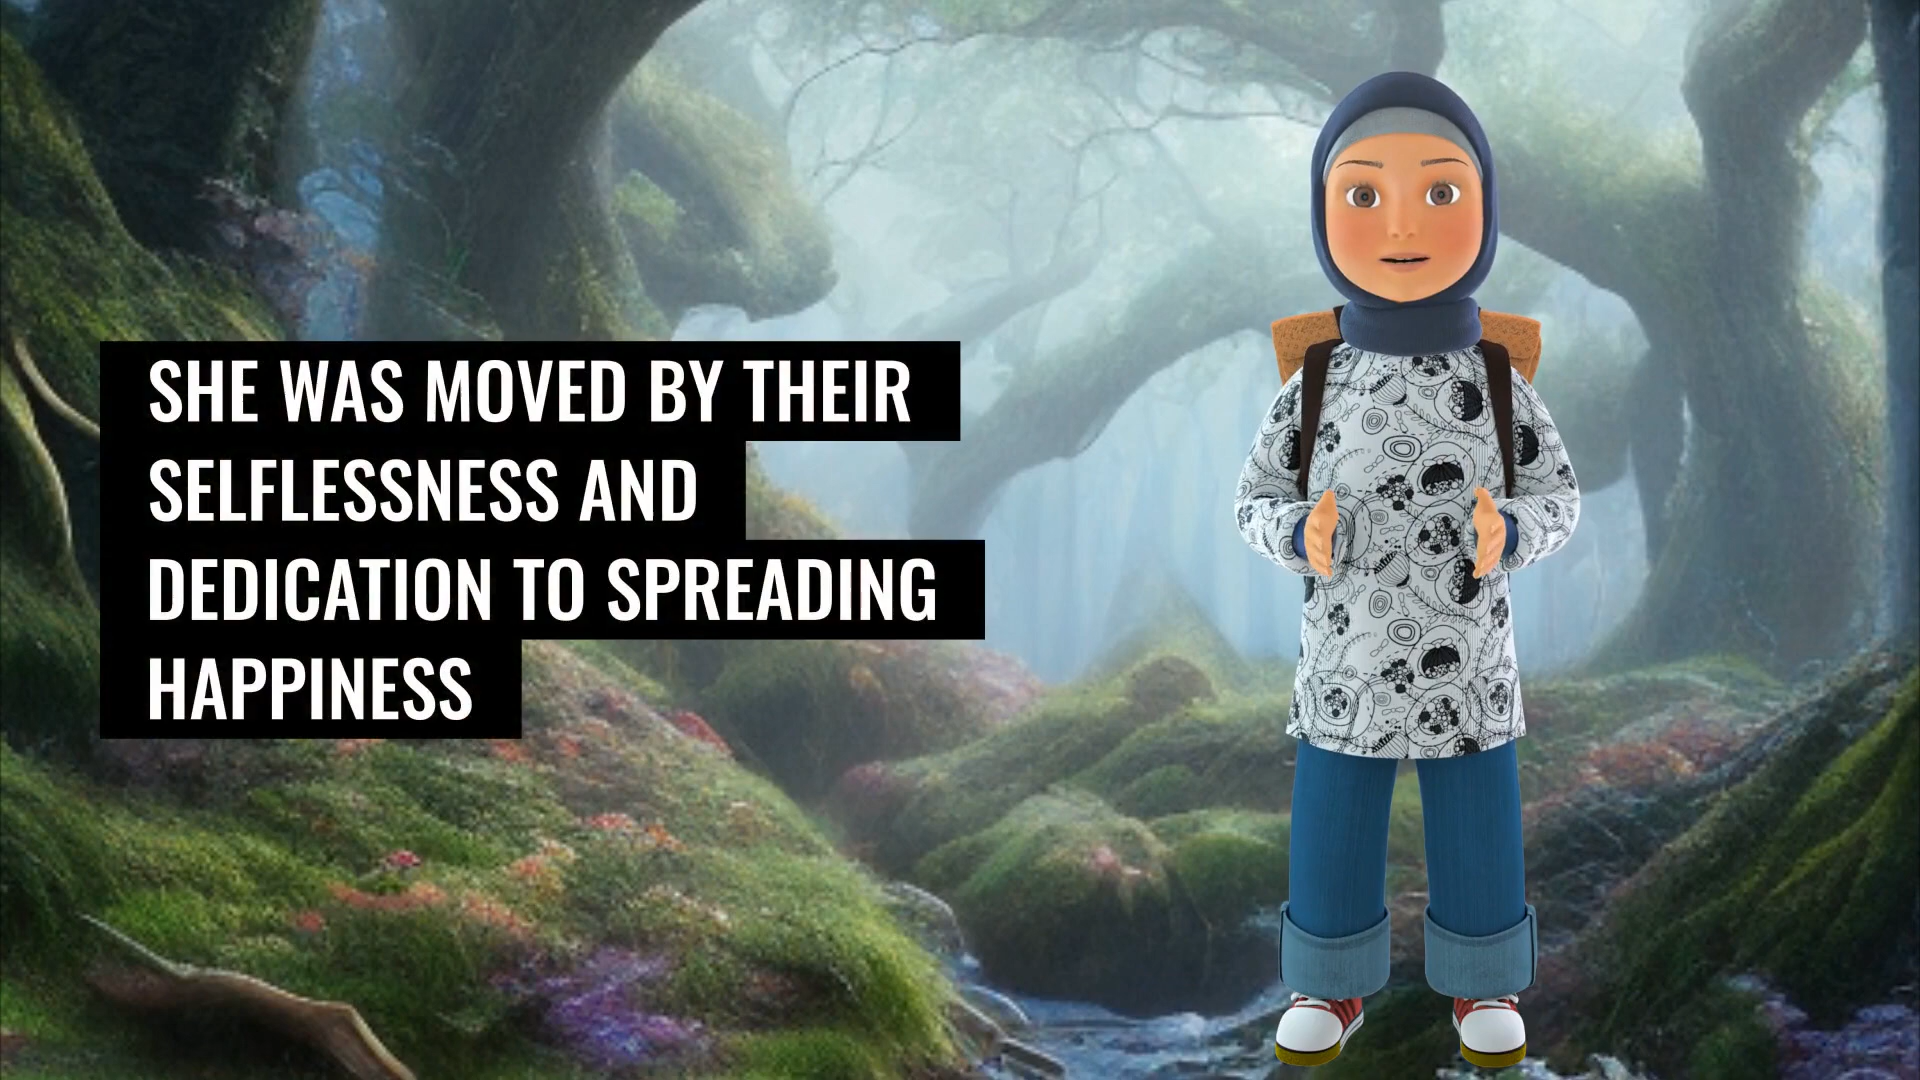 SHE WAS MOVED BY THEIR
SELFLESSNESS AND
DEDICATION TO SPREADING
HAPPINESS